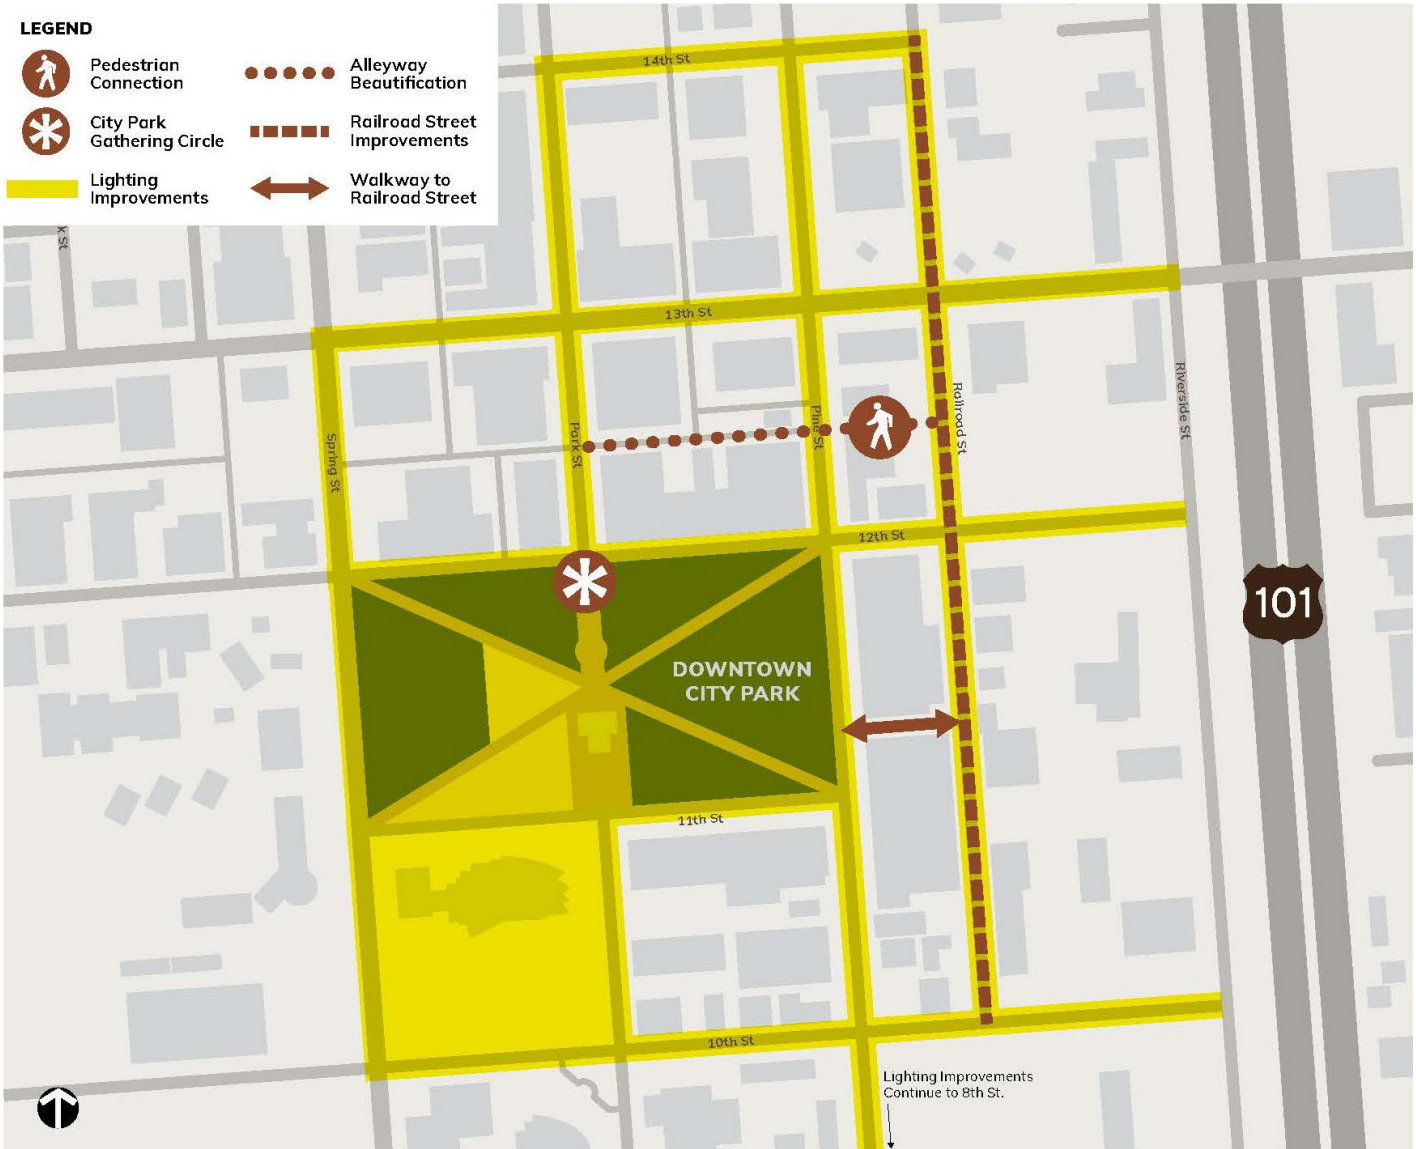 LEGEND
Pedestrian
Connection
Alleyway
Beautification
City Park
Gathering Circle
Railroad Street
Improvements
Lighting
Improvements
Walkway to
Railroad Street
14th St
k St
13th St
Spring St
Park St
Pine St
Railroad St
Riverside St
12th St
101
DOWNTOWN
CITY PARK
11th St
10th St
Lighting Improvements
Continue to 8th St.